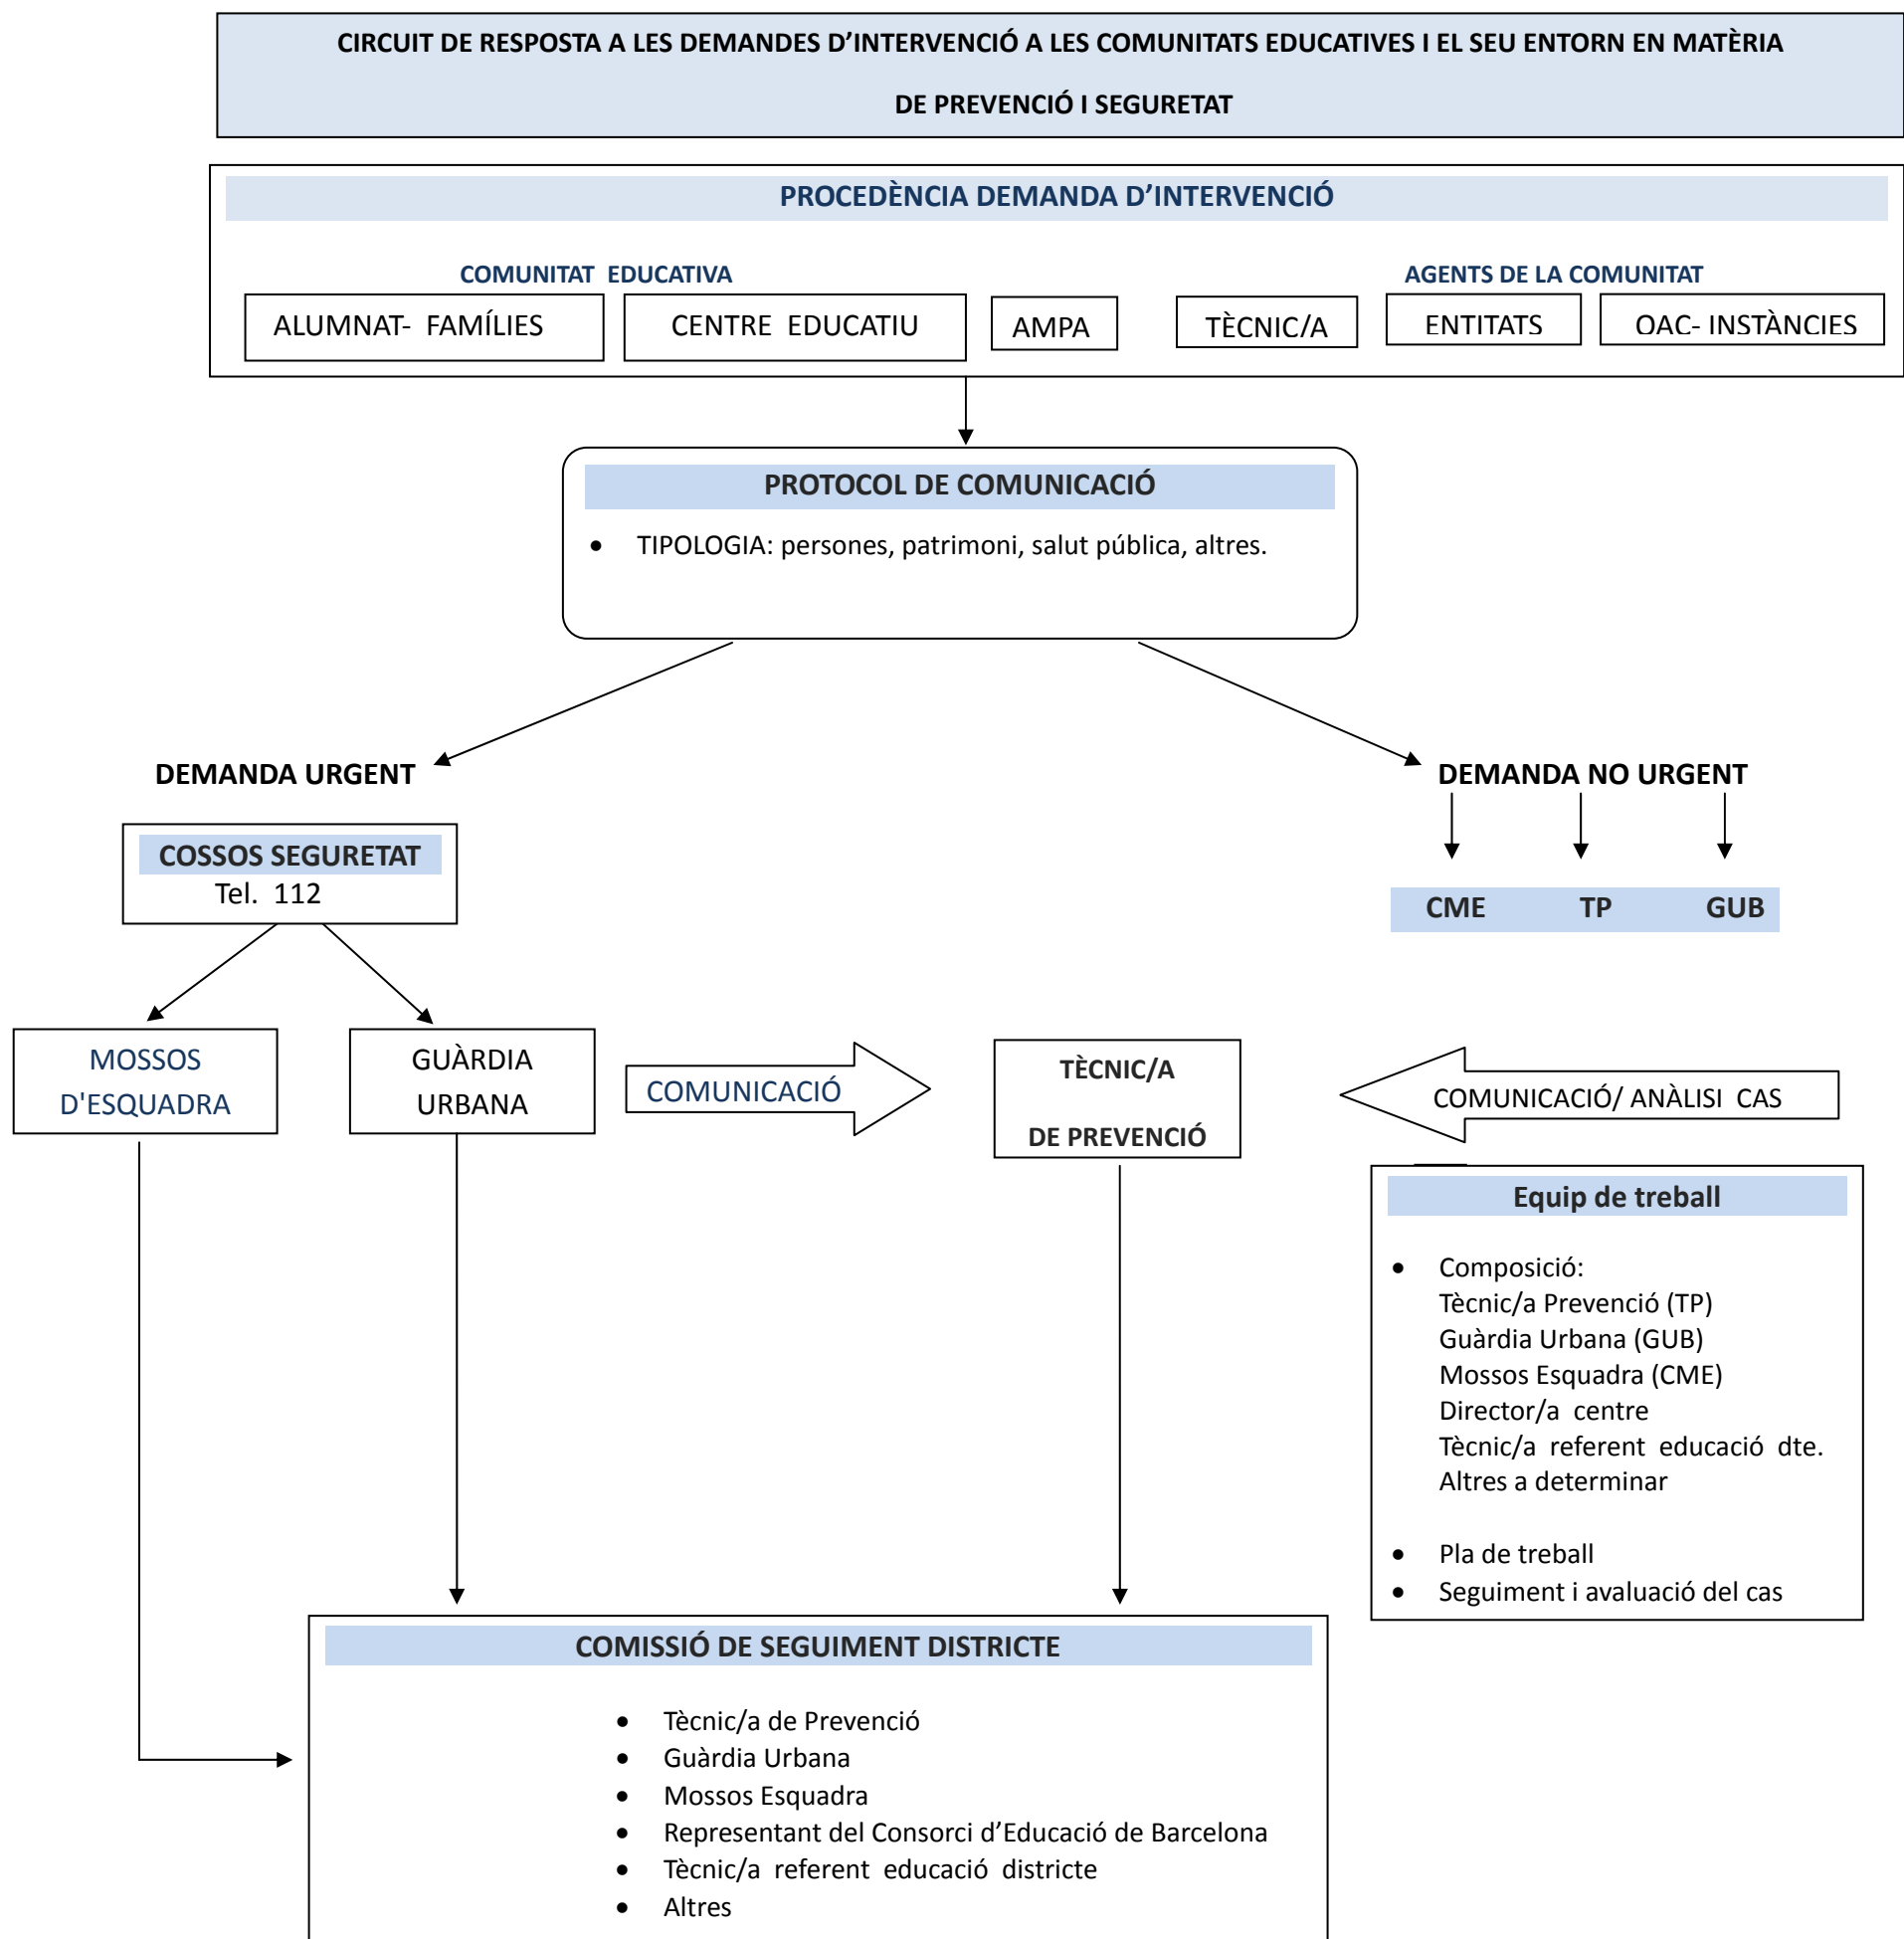 CIRCUIT DE RESPOSTA A LES DEMANDES D’INTERVENCIÓ A LES COMUNITATS EDUCATIVES I EL SEU ENTORN EN MATÈRIA
DE PREVENCIÓ I SEGURETAT
PROCEDÈNCIA DEMANDA D’INTERVENCIÓ
COMUNITAT EDUCATIVA
AGENTS DE LA COMUNITAT
ALUMNAT- FAMÍLIES
CENTRE EDUCATIU
AMPA
TÈCNIC/A
ENTITATS
OAC- INSTÀNCIES
PROTOCOL DE COMUNICACIÓ
• TIPOLOGIA: persones, patrimoni, salut pública, altres.
DEMANDA URGENT
DEMANDA NO URGENT
COSSOS SEGURETAT
Tel. 112
CME TP GUB
MOSSOS
D'ESQUADRA
GUÀRDIA
URBANA
COMUNICACIÓ
TÈCNIC/A
DE PREVENCIÓ
COMUNICACIÓ/ ANÀLISI CAS
Equip de treball
• Composició:
Tècnic/a Prevenció (TP)
Guàrdia Urbana (GUB)
Mossos Esquadra (CME)
Director/a centre
Tècnic/a referent educació dte.
Altres a determinar
• Pla de treball
• Seguiment i avaluació del cas
COMISSIÓ DE SEGUIMENT DISTRICTE
• Tècnic/a de Prevenció
• Guàrdia Urbana
• Mossos Esquadra
• Representant del Consorci d’Educació de Barcelona
• Tècnic/a referent educació districte
• Altres